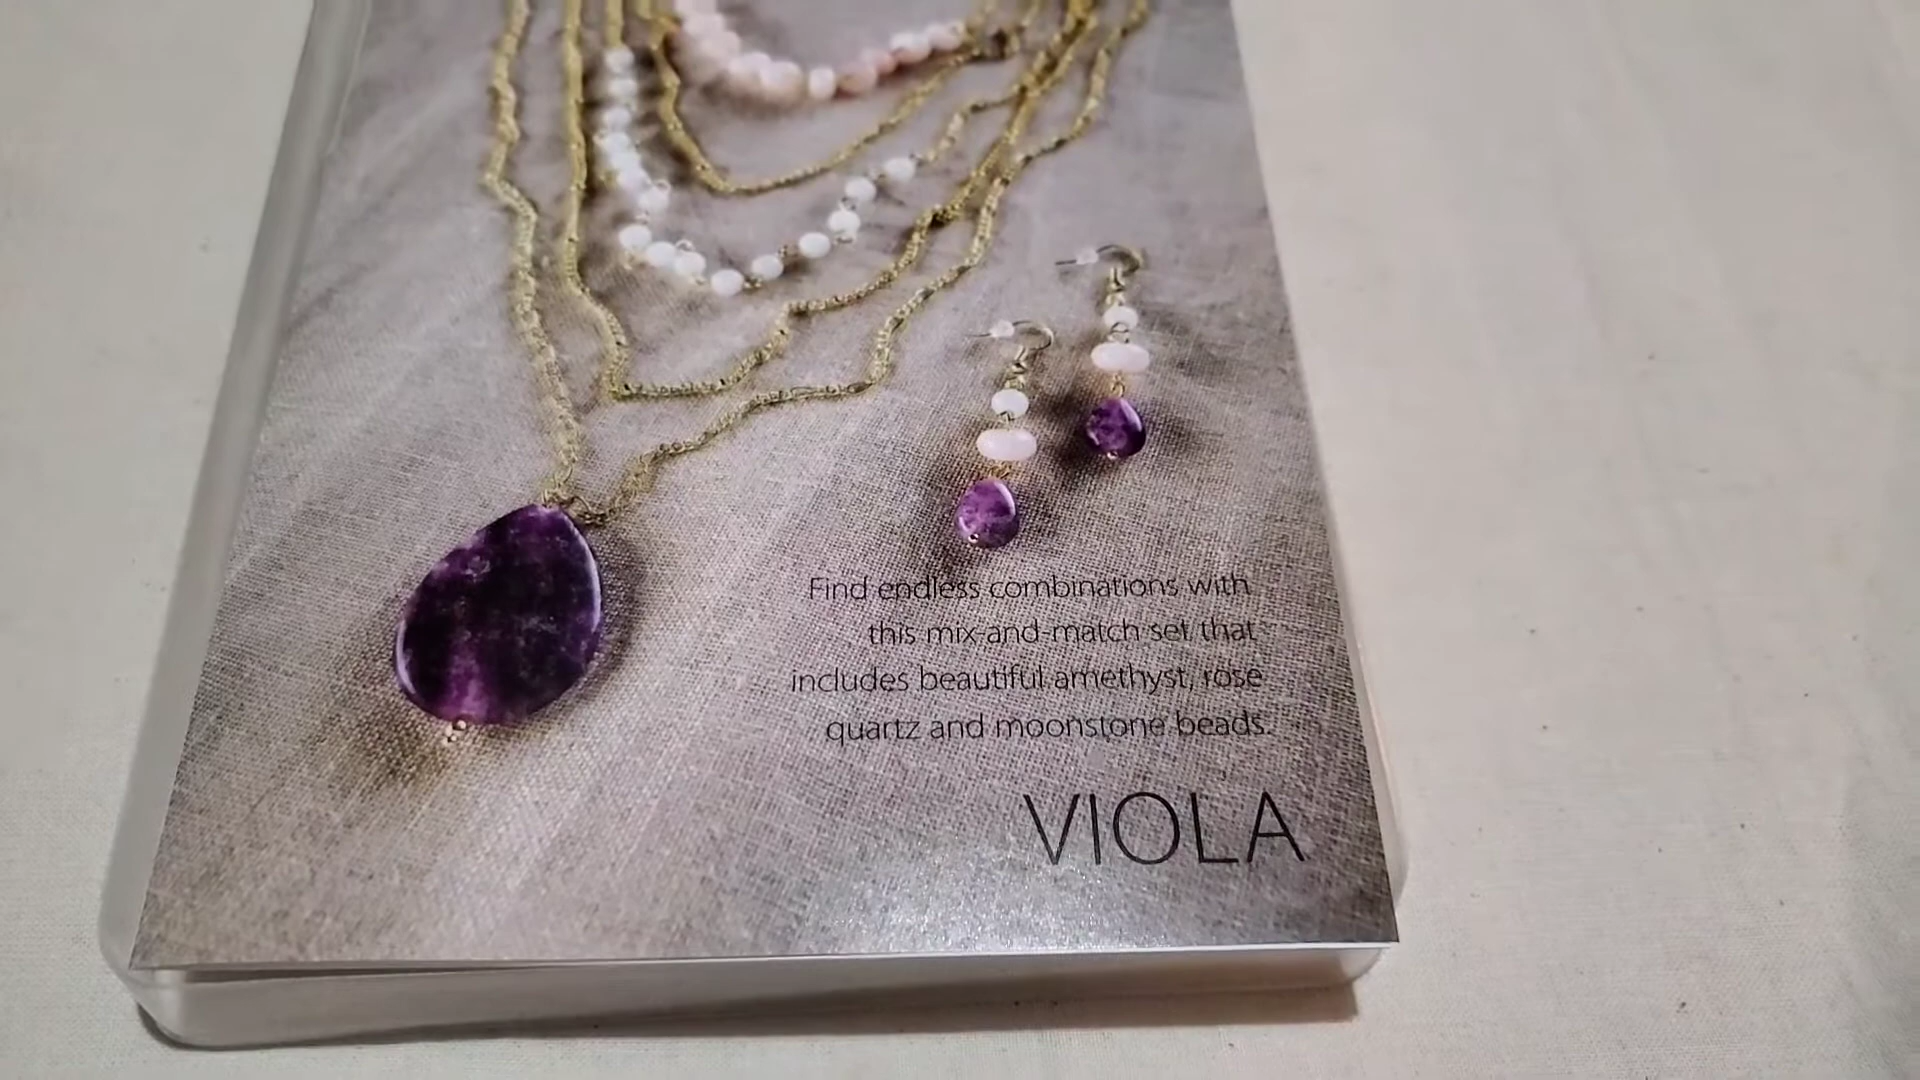 Find endless combinations with
this mix-and-match set that
includes beautiful amethyst, rose
quartz and moonstone beads.
VIOLA